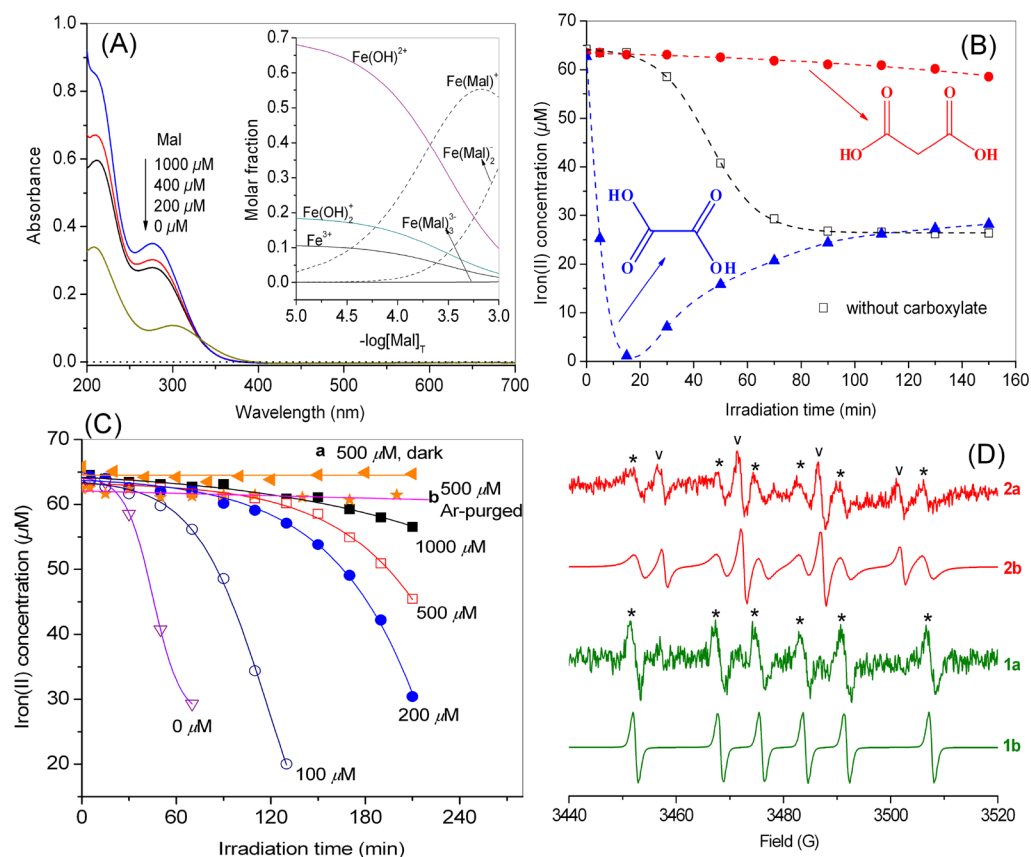 (A)
Mal
1000 µM
400 µM
200 µM
0 µM
Absorbance
1.0
0.8
0.6
0.4
0.2
0.0
200 300 400 500 600 700
Wavelength (nm)
Molar fraction
0.7
0.6
0.5
0.4
0.3
0.2
0.1
0.0
Fe(OH)²⁺
Fe(Mal)⁺
Fe(Mal)₂⁻
Fe(OH)₂⁺
Fe(Mal)₃³⁻
Fe³⁺
5.0 4.5 4.0 3.5 3.0
-log[Mal]T
(B)
Iron(II) concentration (µM)
70
60
50
40
30
20
10
0
O O
HO OH
HO O
O OH
without carboxylate
0 20 40 60 80 100 120 140 160
Irradiation time (min)
(C)
Iron(II) concentration (µM)
70
60
50
40
30
20
a 500 µM, dark
b 500 µM
Ar-purged
1000 µM
500 µM
200 µM
100 µM
0 µM
0 60 120 180 240
Irradiation time (min)
(D)
* v * v * * v * v *
2a
2b
* * * * * *
1a
1b
3440 3460 3480 3500 3520
Field (G)